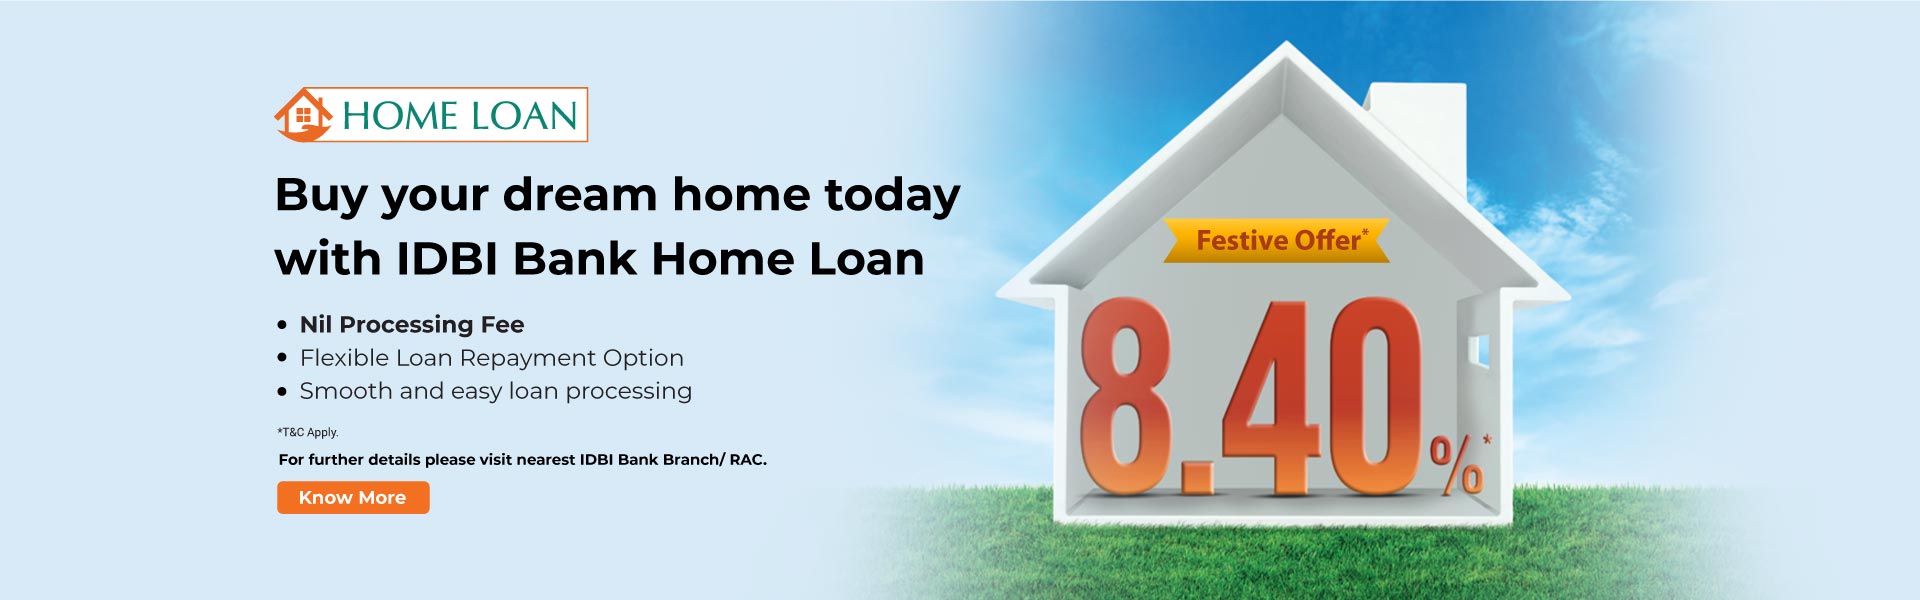 HOME LOAN
Buy your dream home today
with IDBI Bank Home Loan
• Nil Processing Fee
• Flexible Loan Repayment Option
• Smooth and easy loan processing
*T&C Apply.
For further details please visit nearest IDBI Bank Branch/ RAC.
Know More
Festive Offer*
8.40%*